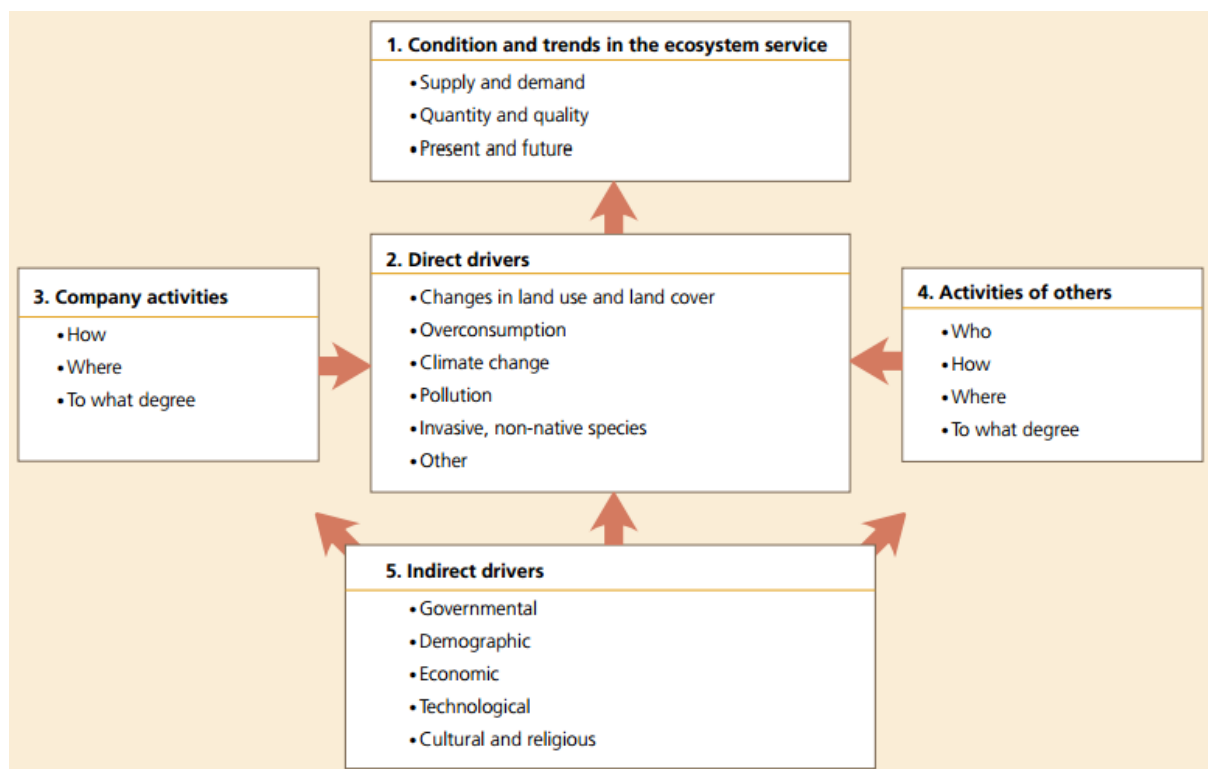 1. Condition and trends in the ecosystem service
•Supply and demand
•Quantity and quality
•Present and future
2. Direct drivers
•Changes in land use and land cover
•Overconsumption
•Climate change
•Pollution
•Invasive, non-native species
•Other
3. Company activities
•How
•Where
•To what degree
4. Activities of others
•Who
•How
•Where
•To what degree
5. Indirect drivers
•Governmental
•Demographic
•Economic
•Technological
•Cultural and religious